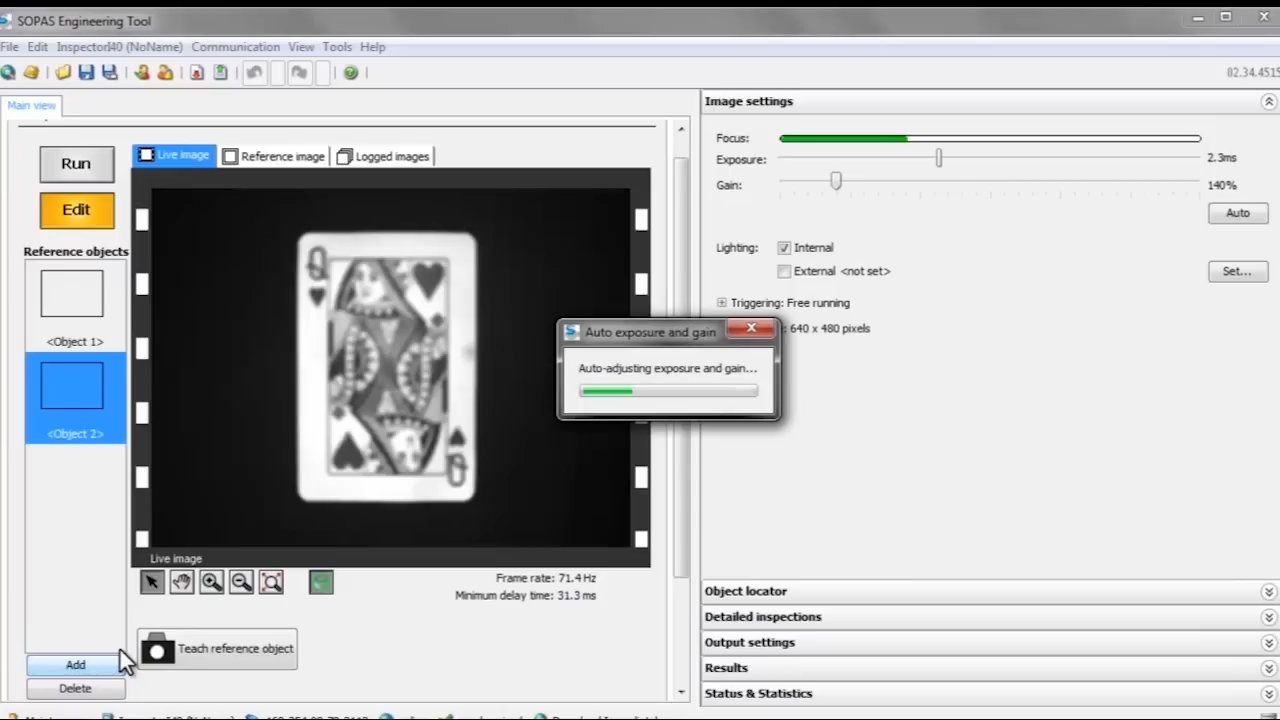 SOPAS Engineering Tool
File Edit InspectorI40 (NoName) Communication View Tools Help
02.34.4515
Main view
Image settings
Run
Edit
Live image Reference image Logged images
Reference objects
<Object 1>
<Object 2>
Q
Q
Focus:
Exposure: 2.3ms
Gain: 140%
Auto
Lighting: Internal
External <not set>
Set...
Triggering: Free running
: 640 x 480 pixels
Auto exposure and gain
Auto-adjusting exposure and gain...
Live image
Frame rate: 71.4 Hz
Minimum delay time: 31.3 ms
Teach reference object
Add
Delete
Object locator
Detailed inspections
Output settings
Results
Status & Statistics